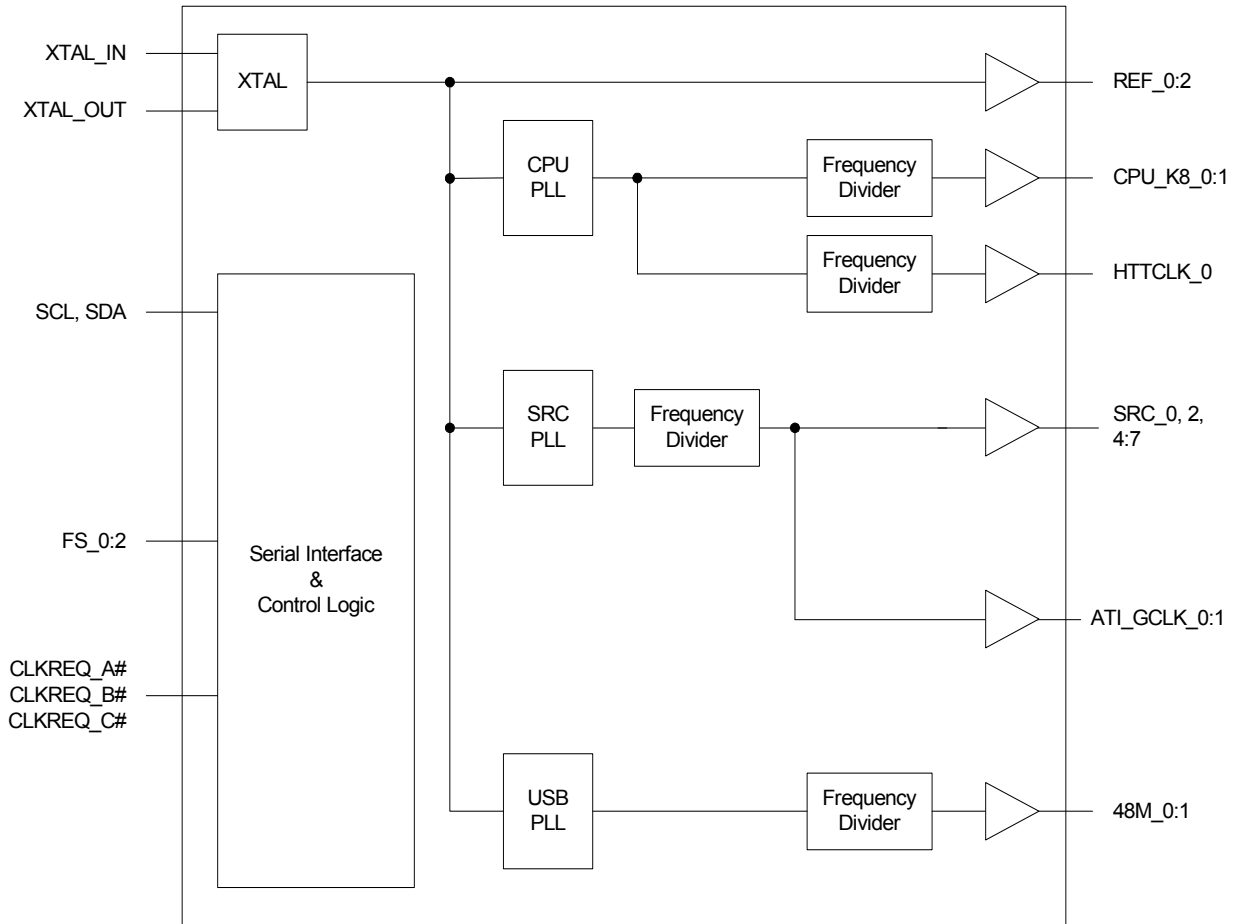 XTAL_IN
XTAL_OUT
XTAL
REF_0:2
CPU
PLL
Frequency
Divider
CPU_K8_0:1
Frequency
Divider
HTTCLK_0
SCL, SDA
SRC
PLL
Frequency
Divider
SRC_0, 2,
4:7
FS_0:2
Serial Interface
&
Control Logic
ATI_GCLK_0:1
CLKREQ_A#
CLKREQ_B#
CLKREQ_C#
USB
PLL
Frequency
Divider
48M_0:1